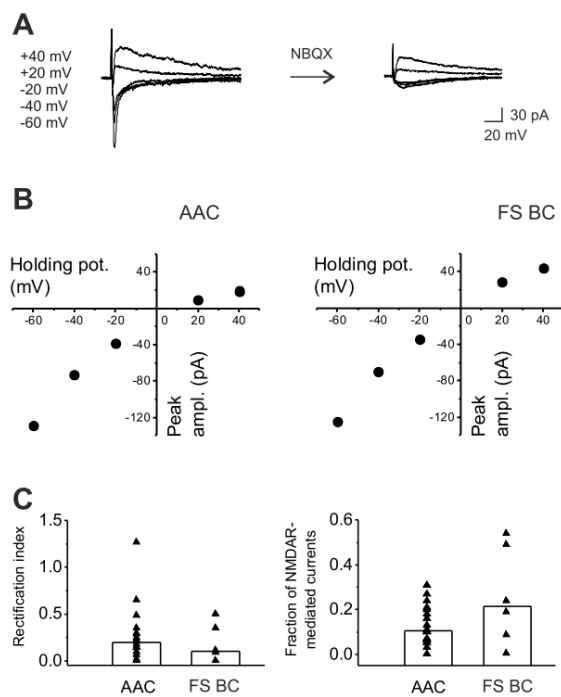 A
+40 mV
+20 mV
-20 mV
-40 mV
-60 mV
NBQX
30 pA
20 mV
B
AAC
FS BC
Holding pot.
(mV)
40
-60 -40 -20 0 20 40
-40
-80
-120
Peak
ampl. (pA)
Holding pot.
(mV)
40
-60 -40 -20 0 20 40
-40
-80
-120
Peak
ampl. (pA)
C
Rectification index
1.5
1.0
0.5
0.0
AAC FS BC
Fraction of NMDAR-
mediated currents
0.6
0.4
0.2
0.0
AAC FS BC